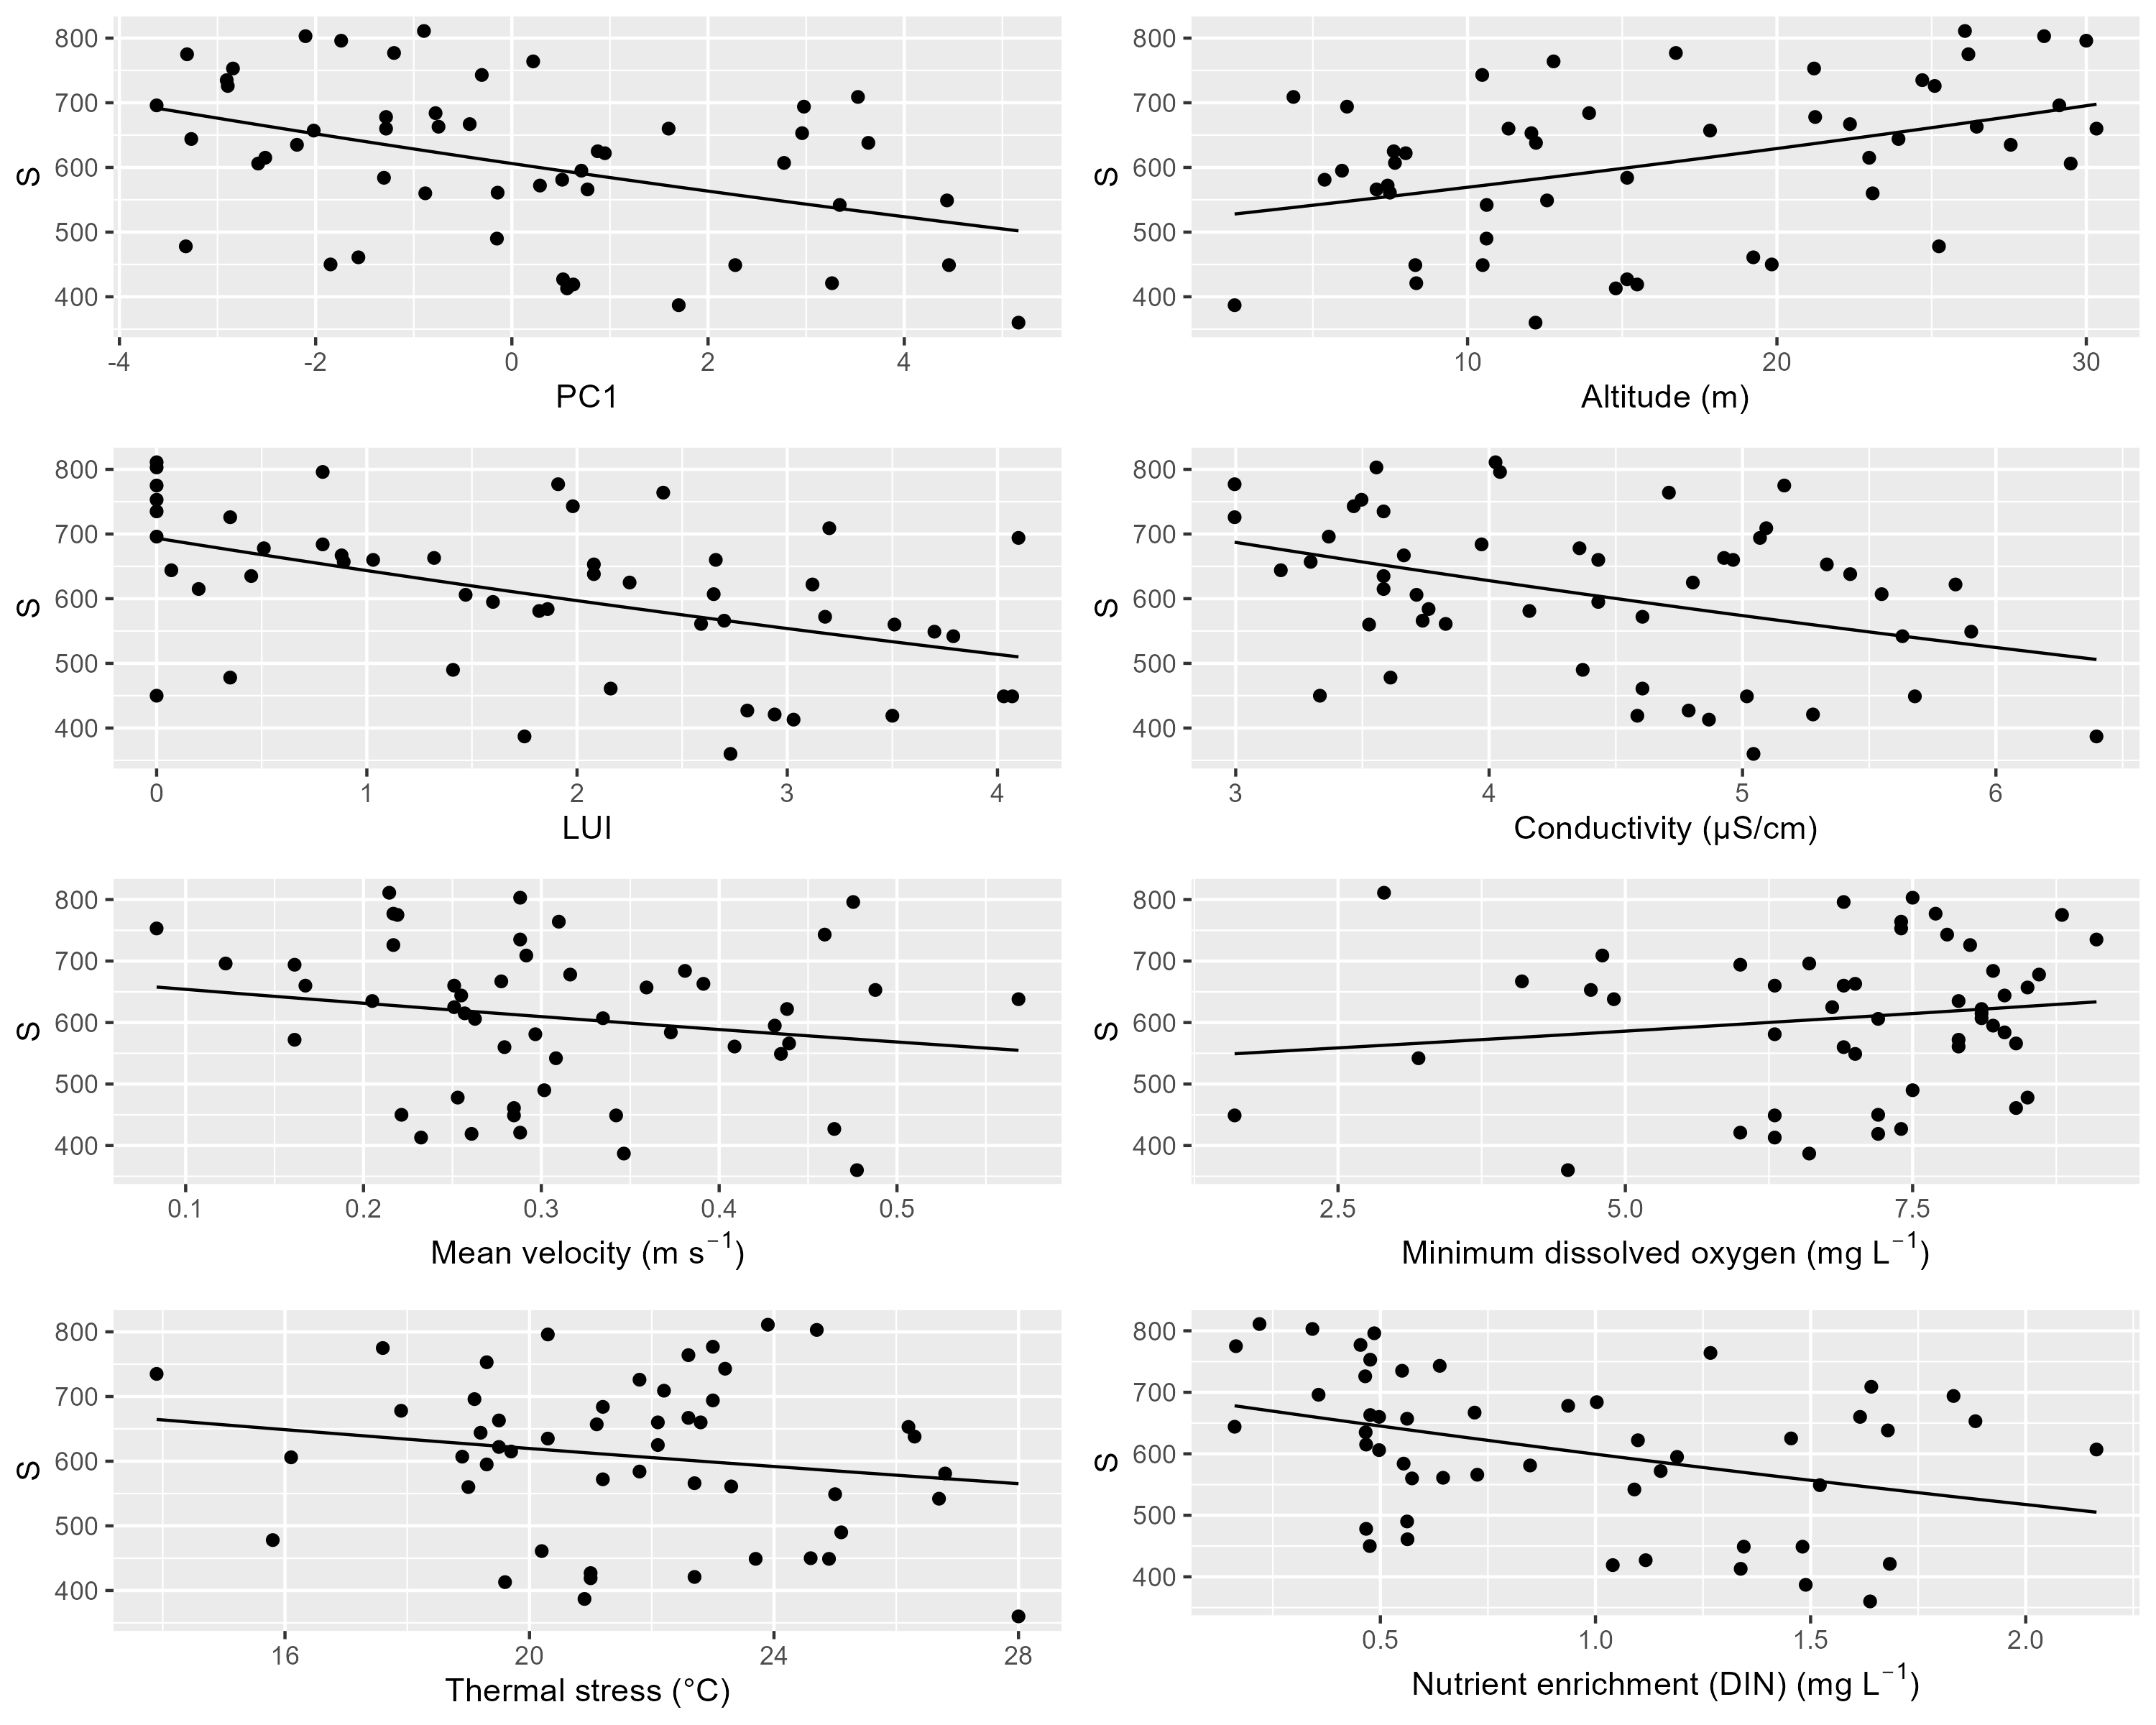 800
700
600
500
400
S
-4 -2 0 2 4
PC1
800
700
600
500
400
S
10 20 30
Altitude (m)
800
700
600
500
400
S
0 1 2 3 4
LUI
800
700
600
500
400
S
3 4 5 6
Conductivity (µS/cm)
800
700
600
500
400
S
0.1 0.2 0.3 0.4 0.5
Mean velocity (m s⁻¹)
800
700
600
500
400
S
2.5 5.0 7.5
Minimum dissolved oxygen (mg L⁻¹)
800
700
600
500
400
S
16 20 24 28
Thermal stress (°C)
800
700
600
500
400
S
0.5 1.0 1.5 2.0
Nutrient enrichment (DIN) (mg L⁻¹)